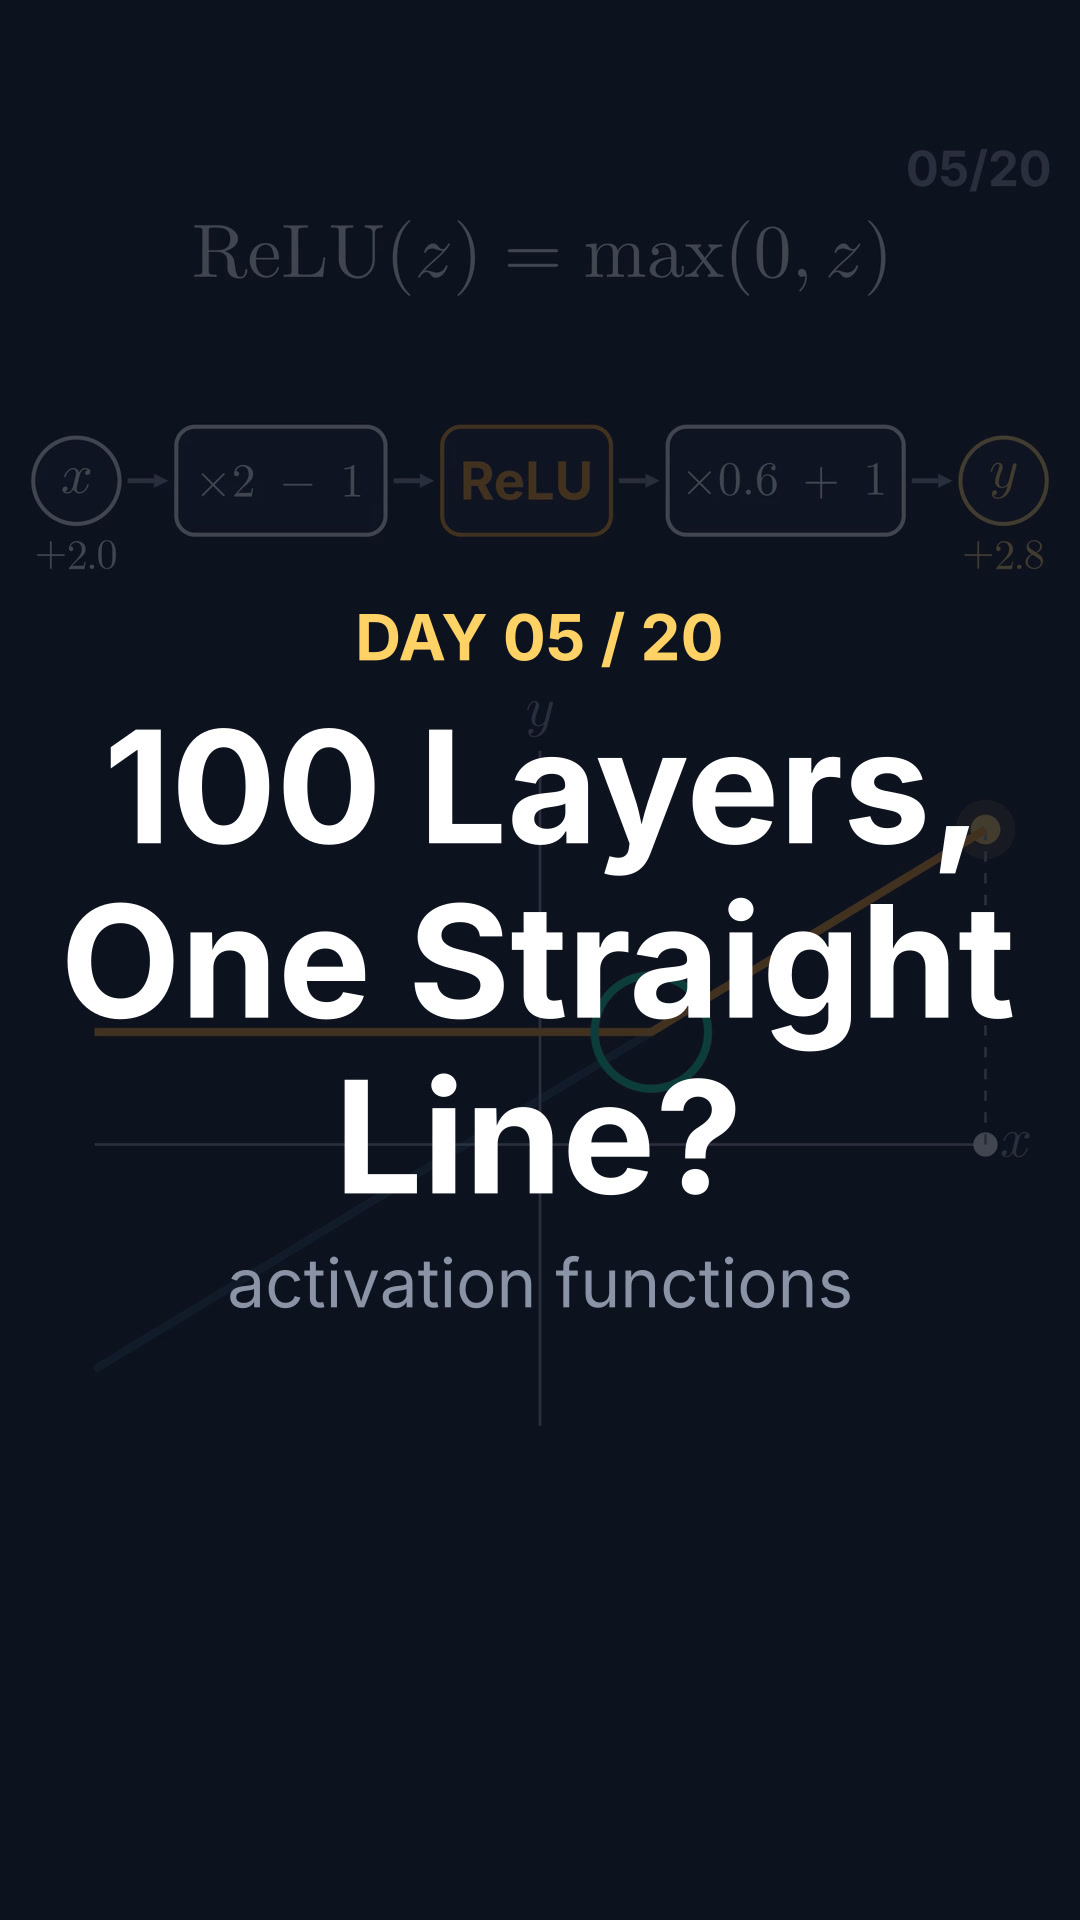 05/20
ReLU(z) = max(0, z)
x
×2 − 1
ReLU
×0.6 + 1
y
+2.0
+2.8
DAY 05 / 20
y
100 Layers,
One Straight
Line?
x
activation functions